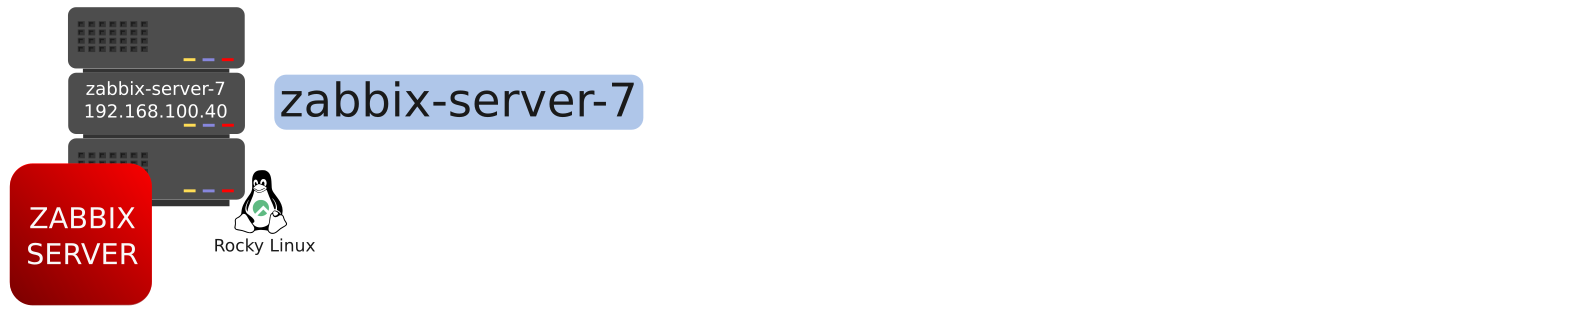 zabbix-server-7
192.168.100.40
zabbix-server-7
ZABBIX
SERVER
Rocky Linux